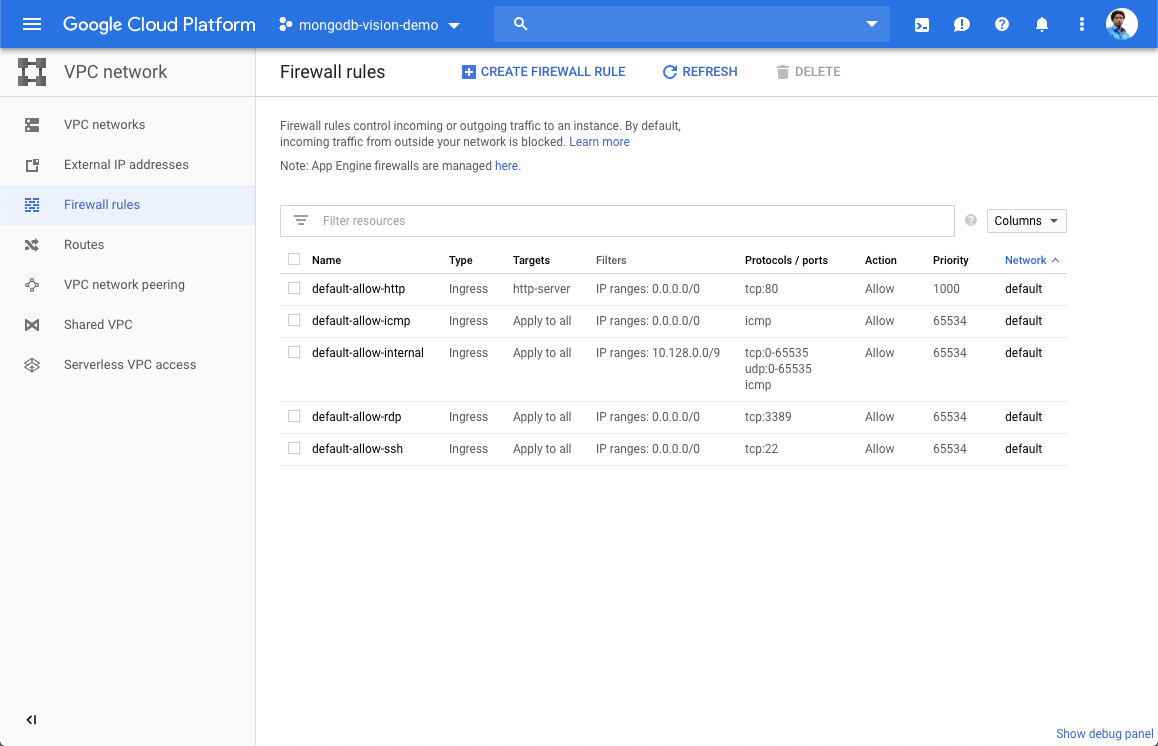 Google Cloud Platform mongodb-vision-demo
VPC network
Firewall rules CREATE FIREWALL RULE REFRESH DELETE
VPC networks
External IP addresses
Firewall rules
Routes
VPC network peering
Shared VPC
Serverless VPC access
Firewall rules control incoming or outgoing traffic to an instance. By default,
incoming traffic from outside your network is blocked. Learn more
Note: App Engine firewalls are managed here.
Filter resources Columns
Name Type Targets Filters Protocols / ports Action Priority Network
default-allow-http Ingress http-server IP ranges: 0.0.0.0/0 tcp:80 Allow 1000 default
default-allow-icmp Ingress Apply to all IP ranges: 0.0.0.0/0 icmp Allow 65534 default
default-allow-internal Ingress Apply to all IP ranges: 10.128.0.0/9 tcp:0-65535 Allow 65534 default
udp:0-65535
icmp
default-allow-rdp Ingress Apply to all IP ranges: 0.0.0.0/0 tcp:3389 Allow 65534 default
default-allow-ssh Ingress Apply to all IP ranges: 0.0.0.0/0 tcp:22 Allow 65534 default
Show debug panel